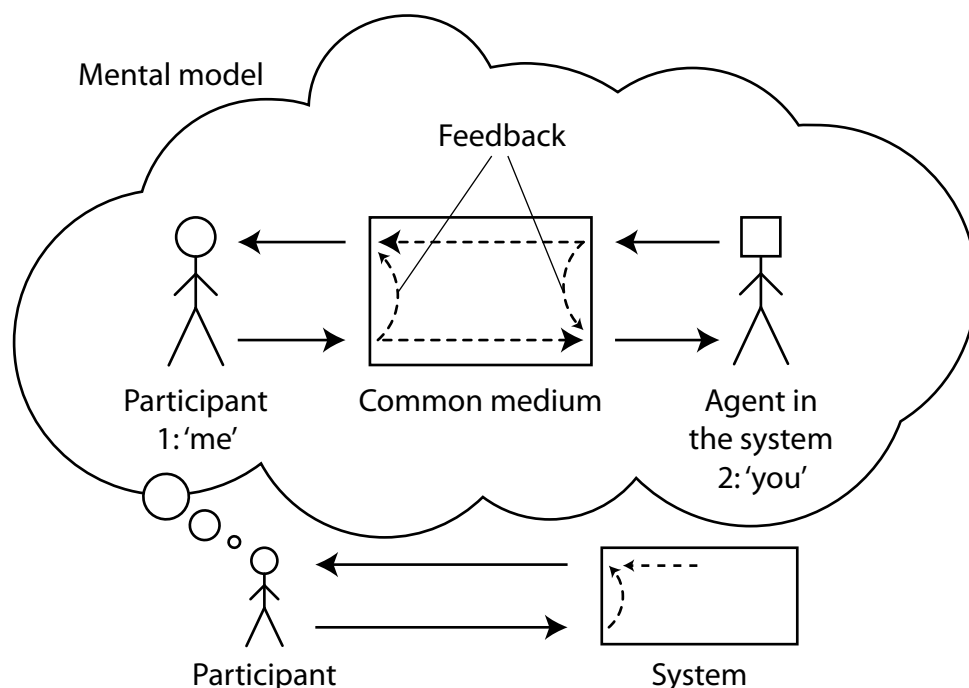 Mental model
Feedback
Participant
1: ‘me’
Common medium
Agent in
the system
2: ‘you’
Participant
System